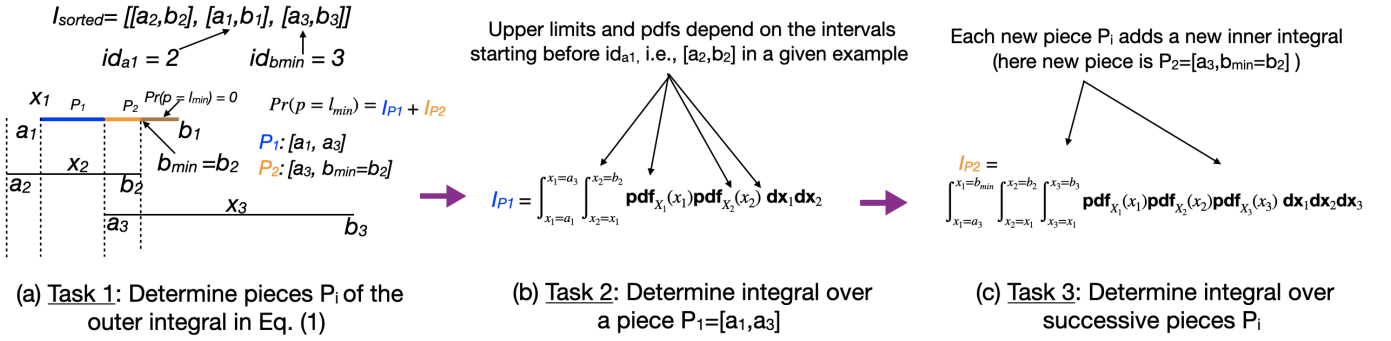 I_sorted= [[a2,b2], [a1,b1], [a3,b3]]
id_a1 = 2 id_bmin = 3
x1 P1 P2 Pr(p = l_min) = 0
a1 b1
x2 b_min =b2
a2 b2
x3
a3 b3
Pr(p = l_min) = I_P1 + I_P2
P1: [a1, a3]
P2: [a3, b_min=b2]
(a) Task 1: Determine pieces Pi of the
outer integral in Eq. (1)
Upper limits and pdfs depend on the intervals
starting before id_a1, i.e., [a2,b2] in a given example
I_P1 = ∫_{x1=a1}^{x1=a3} ∫_{x2=x1}^{x2=b2} pdf_X1(x1)pdf_X2(x2) dx1dx2
(b) Task 2: Determine integral over
a piece P1=[a1,a3]
Each new piece Pi adds a new inner integral
(here new piece is P2=[a3,b_min=b2] )
I_P2 =
∫_{x1=a3}^{x1=b_min} ∫_{x2=x1}^{x2=b2} ∫_{x3=x1}^{x3=b3} pdf_X1(x1)pdf_X2(x2)pdf_X3(x3) dx1dx2dx3
(c) Task 3: Determine integral over
successive pieces Pi